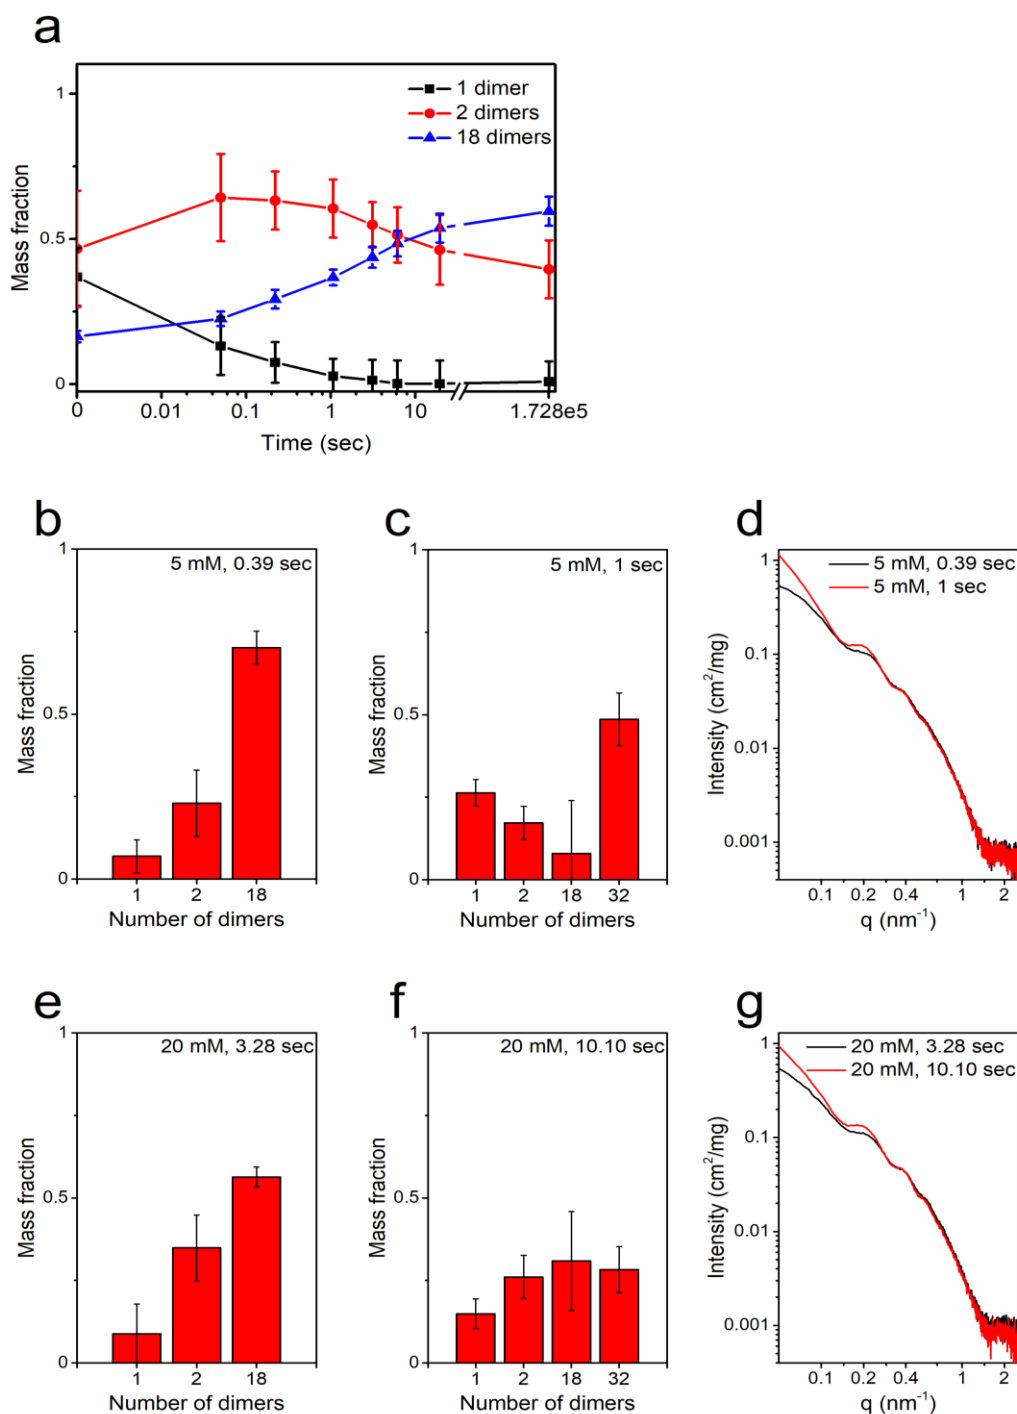 a
1
0.5
0
Mass fraction
1 dimer
2 dimers
18 dimers
0 0.01 0.1 1 10 1.728e5
Time (sec)
b
1
0.5
0
Mass fraction
5 mM, 0.39 sec
1 2 18
Number of dimers
c
1
0.5
0
Mass fraction
5 mM, 1 sec
1 2 18 32
Number of dimers
d
1
0.1
0.01
0.001
Intensity (cm²/mg)
5 mM, 0.39 sec
5 mM, 1 sec
0.1 0.2 0.4 1 2
q (nm⁻¹)
e
1
0.5
0
Mass fraction
20 mM, 3.28 sec
1 2 18
Number of dimers
f
1
0.5
0
Mass fraction
20 mM, 10.10 sec
1 2 18 32
Number of dimers
g
1
0.1
0.01
0.001
Intensity (cm²/mg)
20 mM, 3.28 sec
20 mM, 10.10 sec
0.1 0.2 0.4 1 2
q (nm⁻¹)